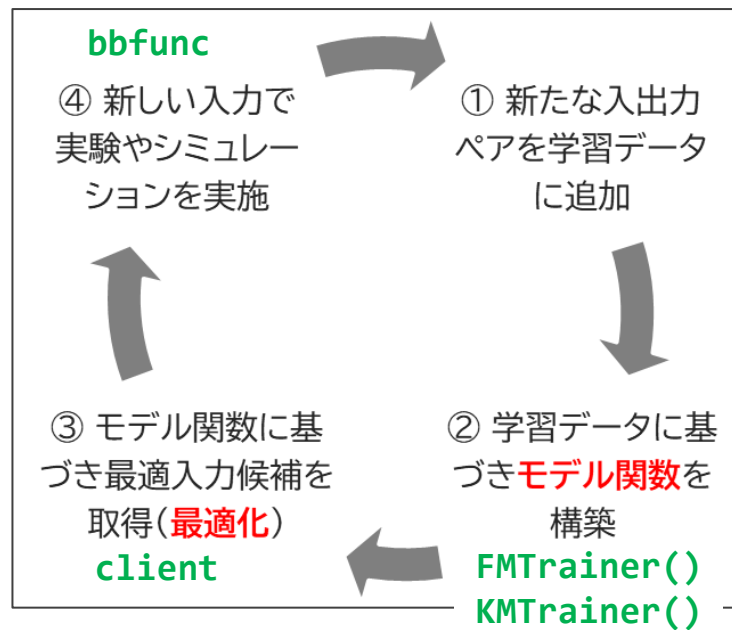 bbfunc
④ 新しい入力で
実験やシミュレー
ションを実施
① 新たな入出力
ペアを学習データ
に追加
③ モデル関数に基
づき最適入力候補を
取得(最適化)
client
② 学習データに基
づきモデル関数を
構築
FMTrainer()
KMTrainer()